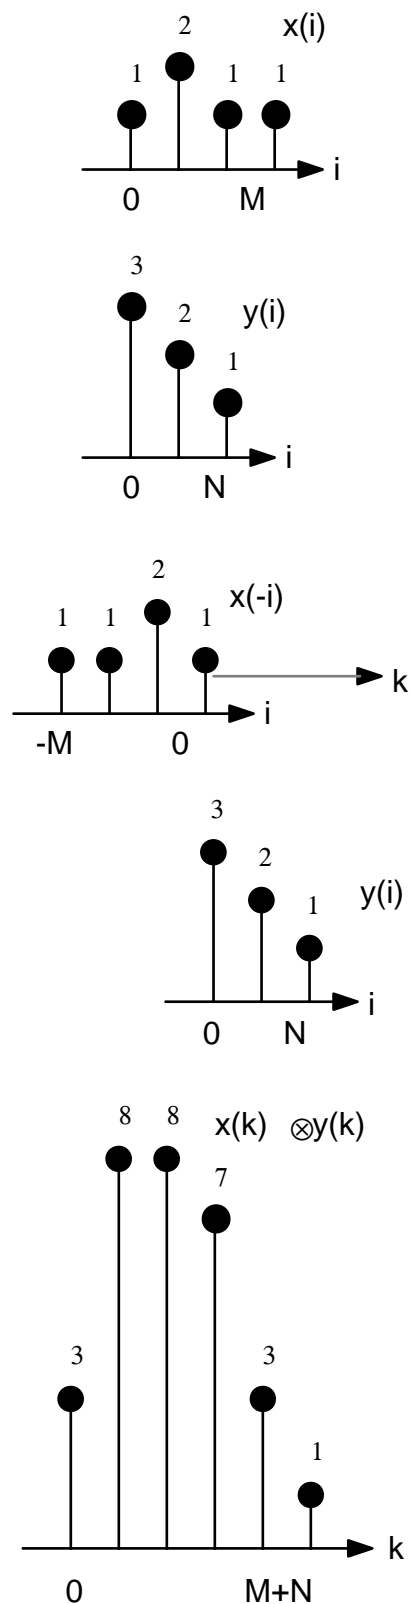 x(i)
2
1 1 1
i
0 M
3
y(i)
2
1
i
0 N
2
x(-i)
1 1 1
k
i
-M 0
3
2
y(i)
1
i
0 N
8 8 x(k) ⊗y(k)
7
3 3
1
k
0 M+N